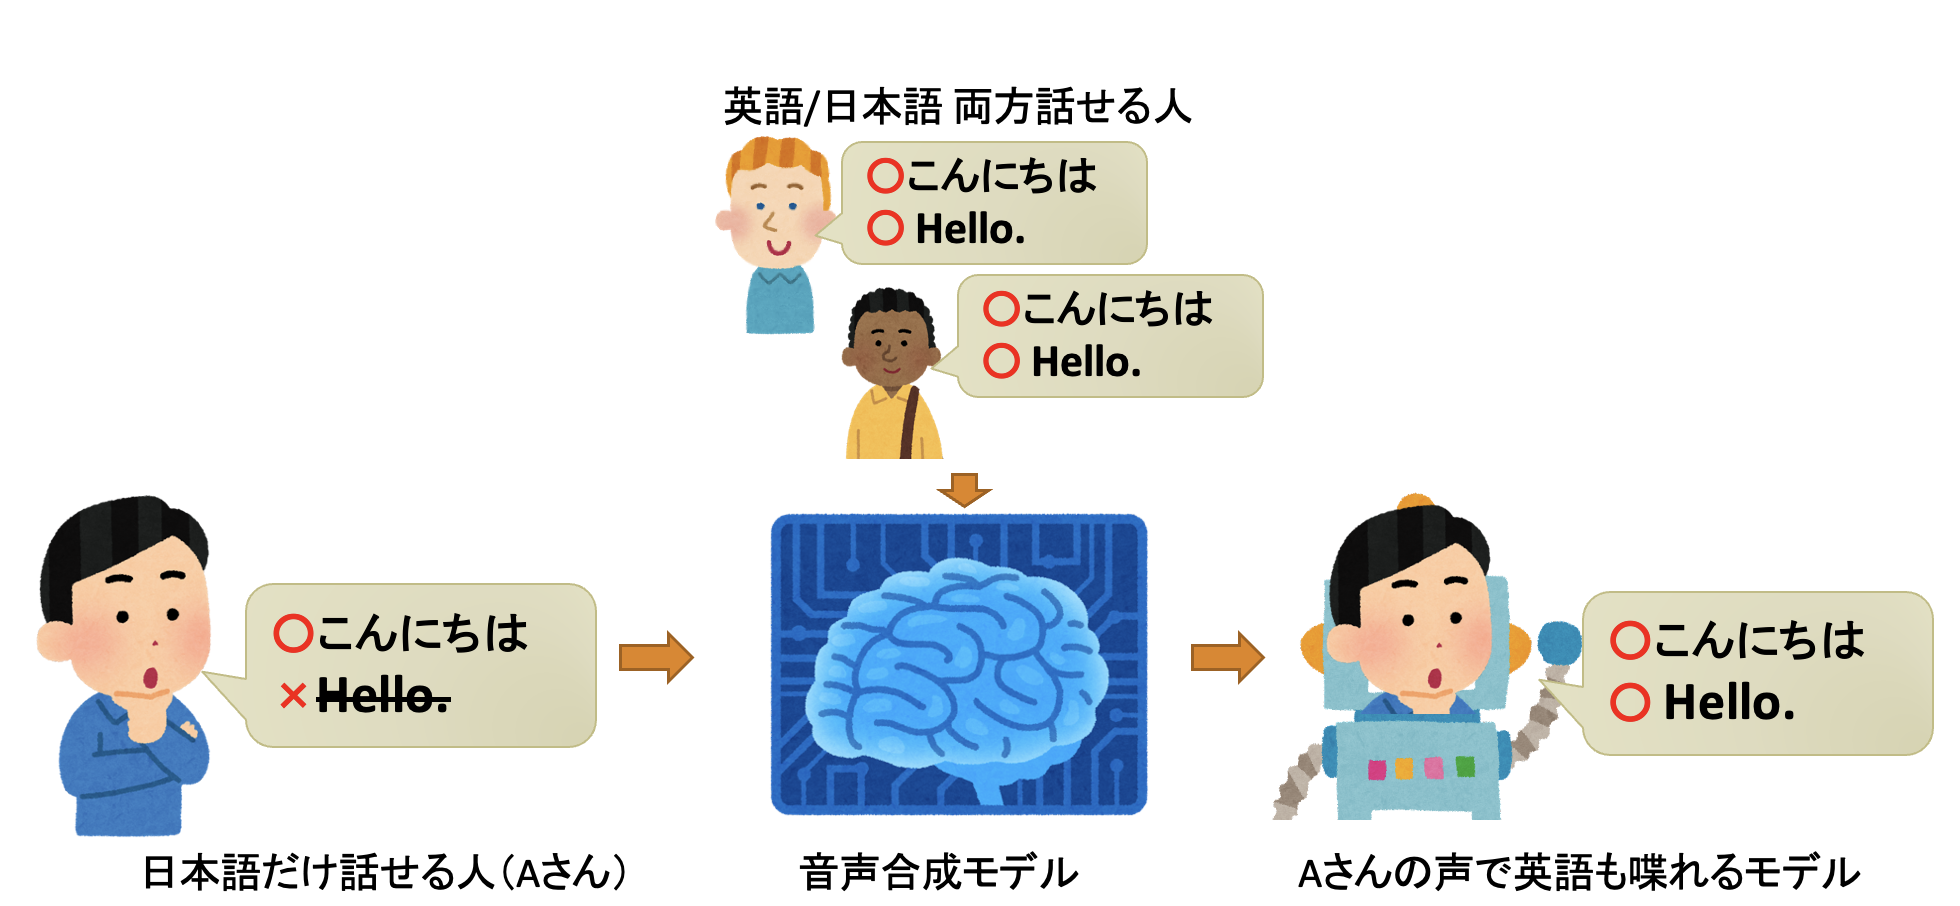 英語/日本語 両方話せる人
○こんにちは
○ Hello.
○こんにちは
○ Hello.
○こんにちは
× Hello.
○こんにちは
○ Hello.
日本語だけ話せる人（Aさん）
音声合成モデル
Aさんの声で英語も喋れるモデル